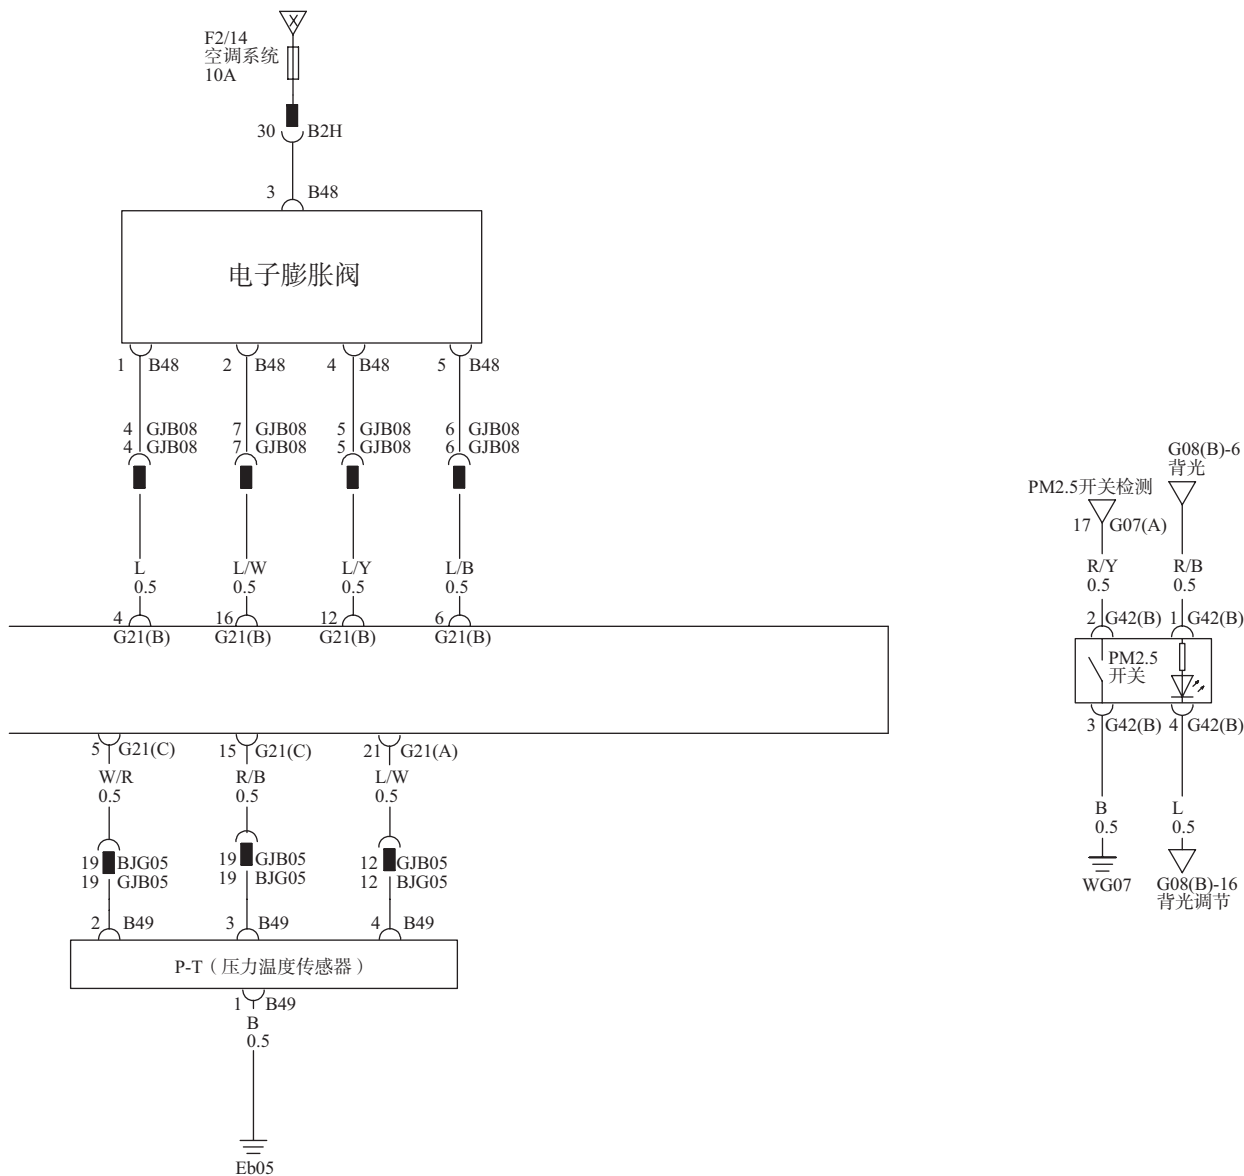 X
F2/14
空调系统
10A
30 B2H
3 B48
电子膨胀阀
1 B48 2 B48 4 B48 5 B48
4 GJB08 7 GJB08 5 GJB08 6 GJB08
4 GJB08 7 GJB08 5 GJB08 6 GJB08
L L/W L/Y L/B
0.5 0.5 0.5 0.5
4 16 12 6
G21(B) G21(B) G21(B) G21(B)
5 G21(C) 15 G21(C) 21 G21(A)
W/R R/B L/W
0.5 0.5 0.5
19 BJG05 19 GJB05 12 GJB05
19 GJB05 19 BJG05 12 BJG05
2 B49 3 B49 4 B49
P-T（压力温度传感器）
1 B49
B
0.5
Eb05
G08(B)-6
背光
PM2.5开关检测
17 G07(A)
R/Y R/B
0.5 0.5
2 G42(B) 1 G42(B)
PM2.5
开关
3 G42(B) 4 G42(B)
B L
0.5 0.5
WG07 G08(B)-16
背光调节